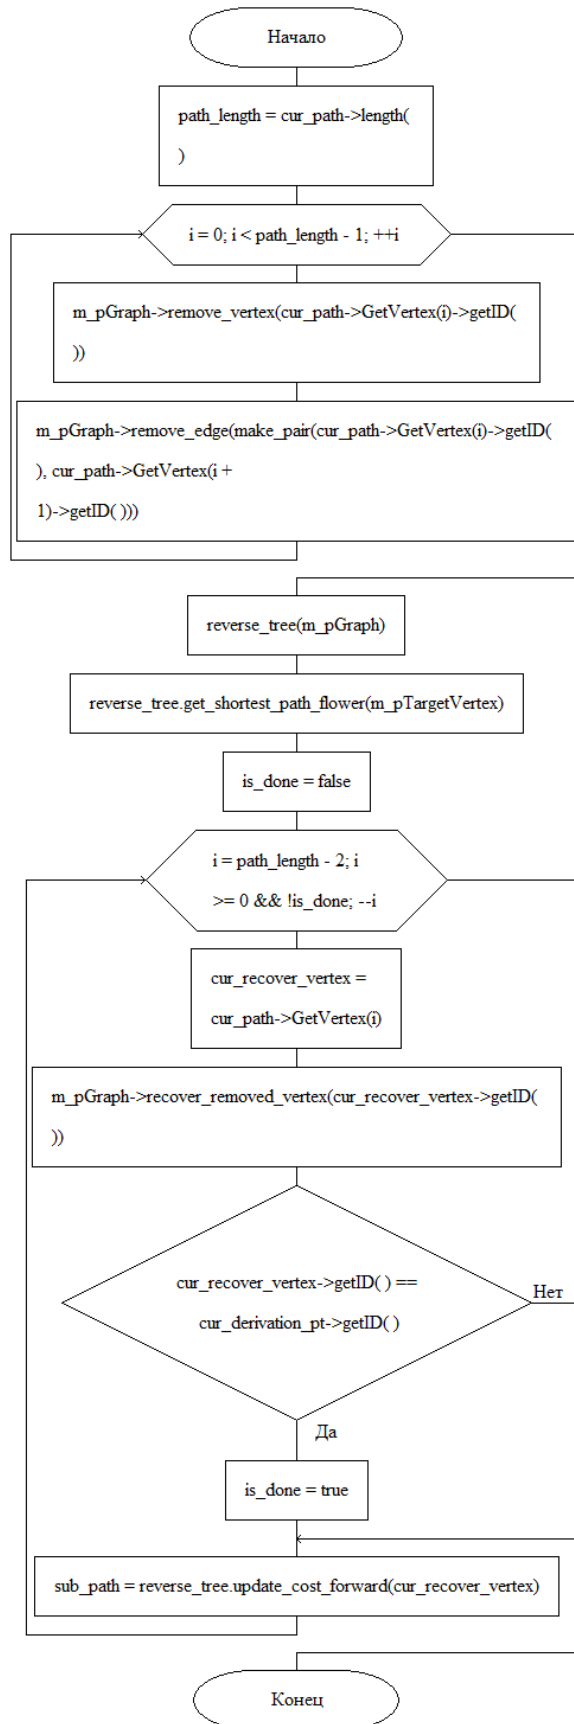 Начало
path_length = cur_path->length(
)
i = 0; i < path_length - 1; ++i
m_pGraph->remove_vertex(cur_path->GetVertex(i)->getID(
))
m_pGraph->remove_edge(make_pair(cur_path->GetVertex(i)->getID(
), cur_path->GetVertex(i +
1)->getID( )))
reverse_tree(m_pGraph)
reverse_tree.get_shortest_path_flower(m_pTargetVertex)
is_done = false
i = path_length - 2; i
>= 0 && !is_done; --i
cur_recover_vertex =
cur_path->GetVertex(i)
m_pGraph->recover_removed_vertex(cur_recover_vertex->getID(
))
cur_recover_vertex->getID( ) ==
cur_derivation_pt->getID( )
Нет
Да
is_done = true
sub_path = reverse_tree.update_cost_forward(cur_recover_vertex)
Конец